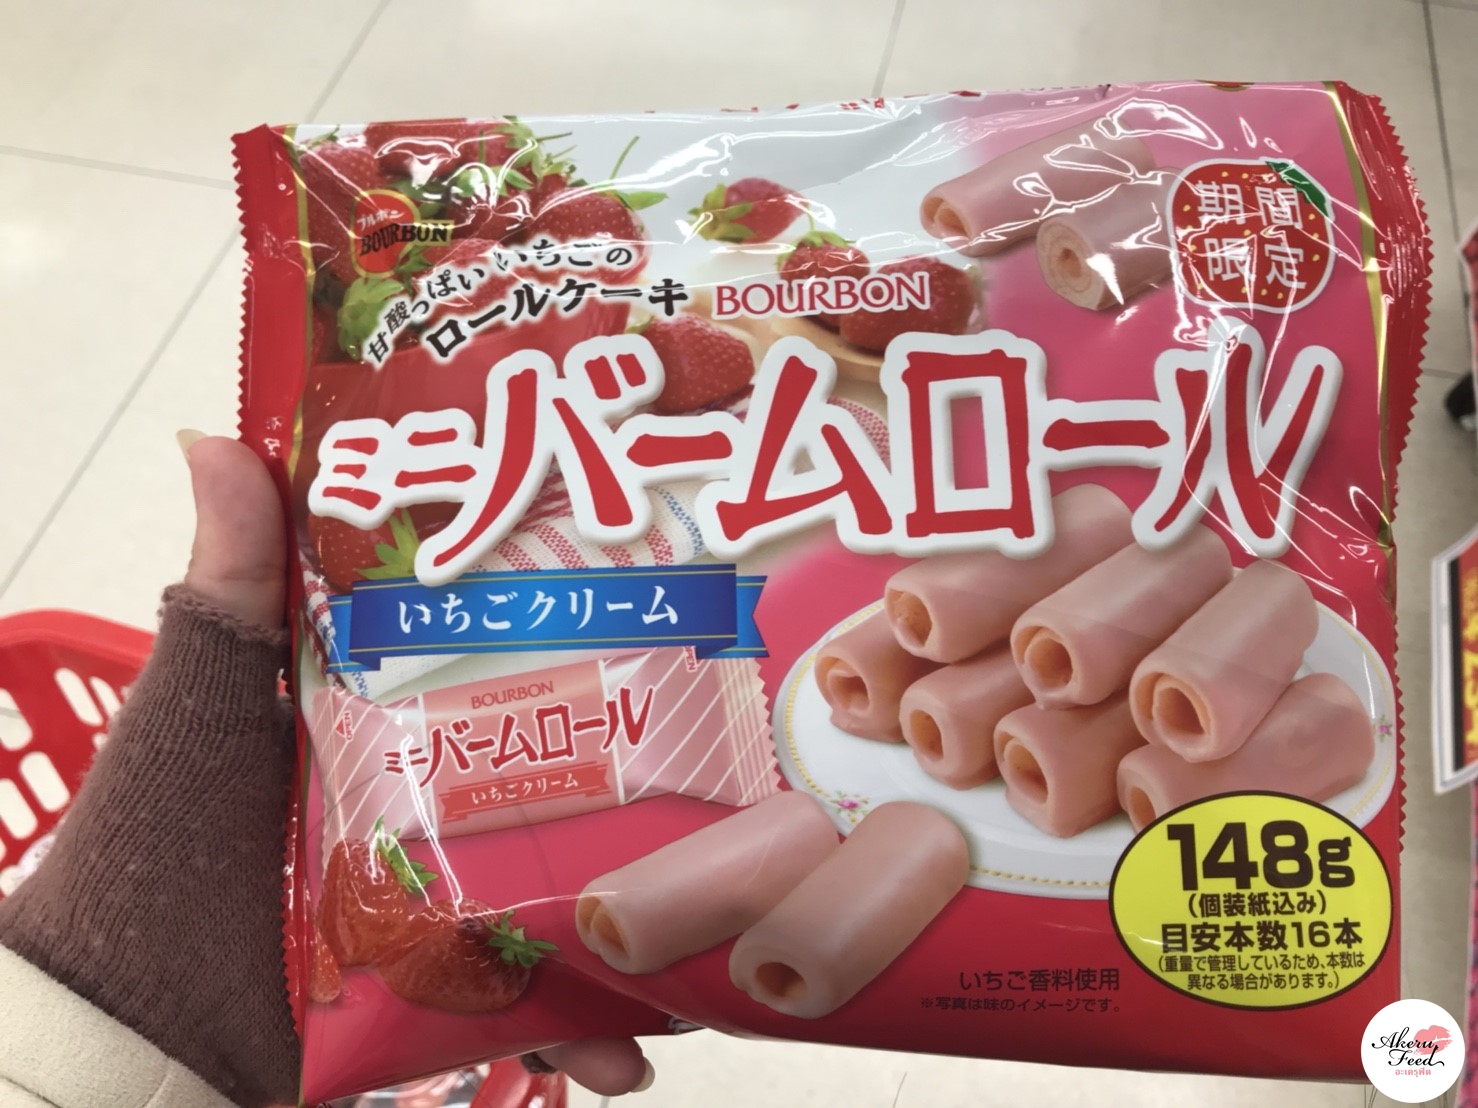 ブルボン
BOURBON
甘酸っぱいいちごの
ロールケーキ
BOURBON
期間
限定
ミニバームロール
いちごクリーム
BOURBON
ミニバームロール
いちごクリーム
148g
(個装紙込み)
目安本数16本
(重量で管理しているため、本数は
異なる場合があります。)
いちご香料使用
※写真は味のイメージです。
Akeru
Feed
อะเครุฟีด